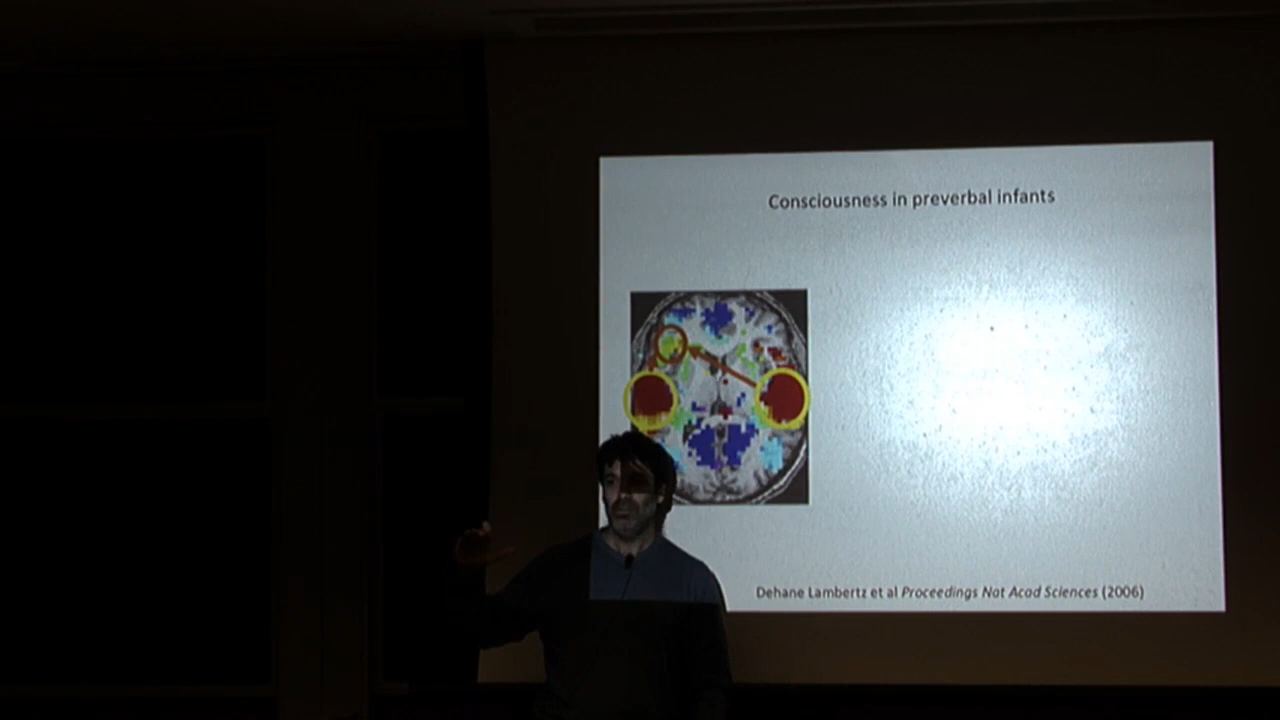 Consciousness in preverbal infants
Dehane Lambertz et al Proceedings Nat Acad Sciences (2006)